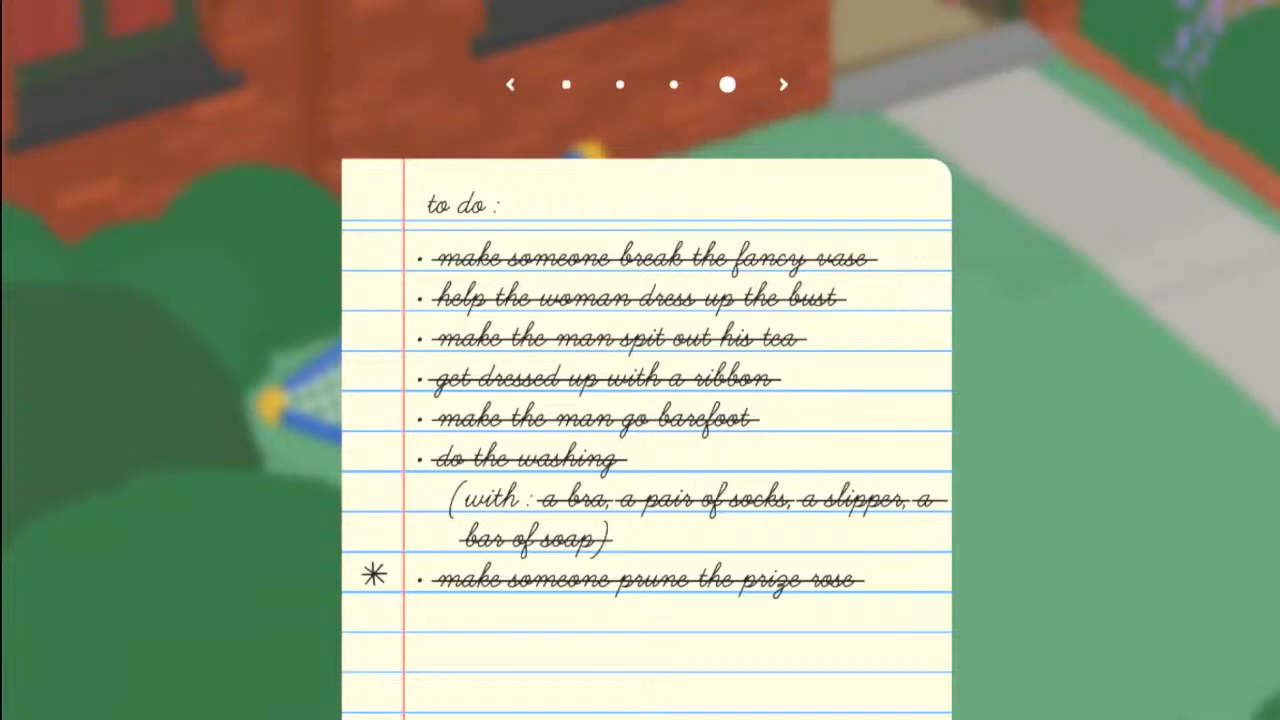 to do :
• make someone break the fancy vase
• help the woman dress up the bust
• make the man spit out his tea
• get dressed up with a ribbon
• make the man go barefoot
• do the washing
(with : a bra, a pair of socks, a slipper, a
bar of soap)
* • make someone prune the prize rose